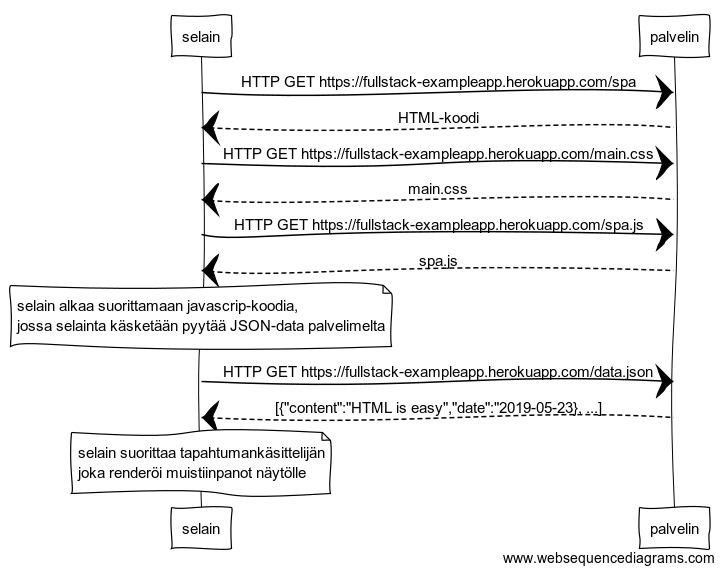 selain
palvelin
HTTP GET https://fullstack-exampleapp.herokuapp.com/spa
HTML-koodi
HTTP GET https://fullstack-exampleapp.herokuapp.com/main.css
main.css
HTTP GET https://fullstack-exampleapp.herokuapp.com/spa.js
spa.js
selain alkaa suorittamaan javascrip-koodia,
jossa selainta käsketään pyytää JSON-data palvelimelta
HTTP GET https://fullstack-exampleapp.herokuapp.com/data.json
[{"content":"HTML is easy","date":"2019-05-23}, ...]
selain suorittaa tapahtumankäsittelijän
joka renderöi muistiinpanot näytölle
selain
palvelin
www.websequencediagrams.com